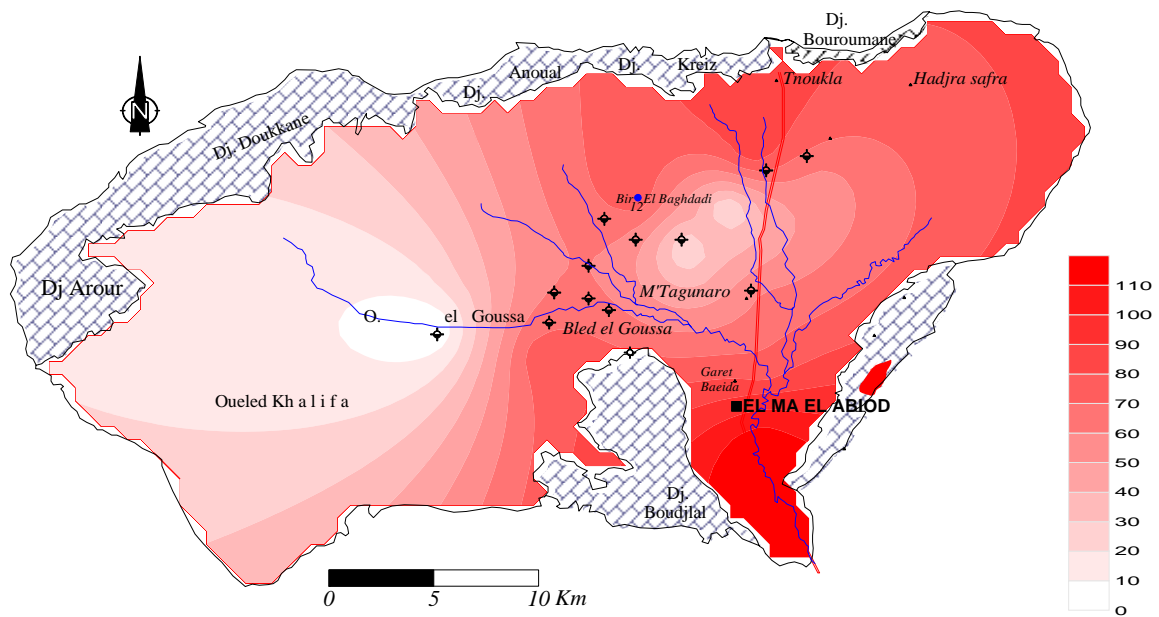 Dj.
Bouroumane
Anoual
Dj.
Kreiz
Dj.
Tnoukla
Hadjra safra
N
Dj. Doukkane
Bir El Baghdadi
12
Dj Arour
M'Tagunaro
O. el Goussa
Bled el Goussa
Garet
Baeida
Oueled Kh a l i f a
EL MA EL ABIOD
Dj.
Boudjlal
0 5 10 Km
110
100
90
80
70
60
50
40
30
20
10
0